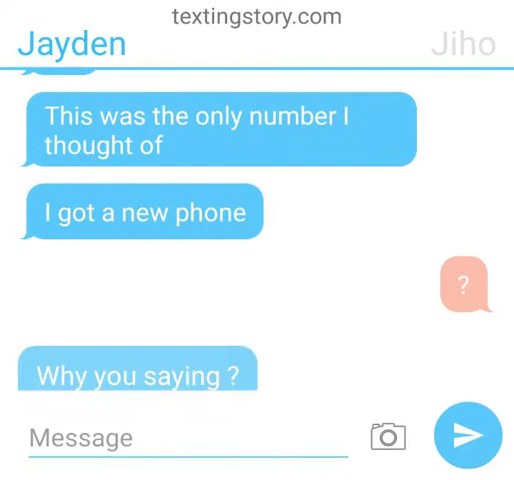 textingstory.com
Jayden
Jiho
This was the only number I
thought of
I got a new phone
?
Why you saying ?
Message